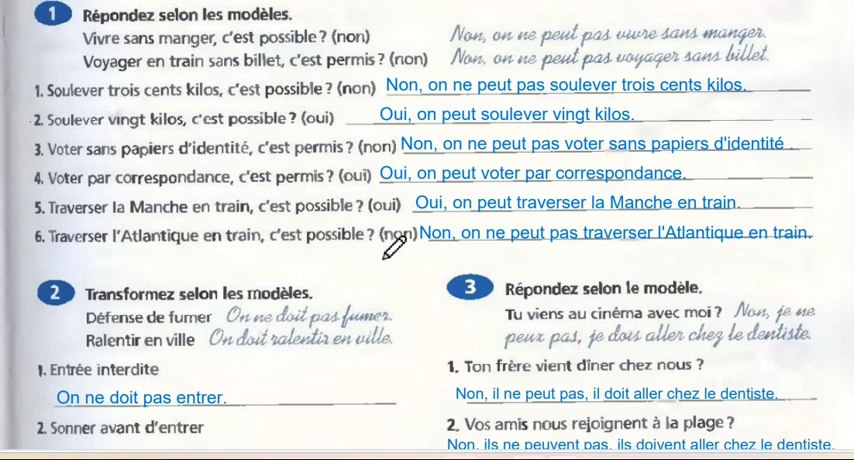 1 Répondez selon les modèles.
Vivre sans manger, c'est possible ? (non) Non, on ne peut pas vivre sans manger.
Voyager en train sans billet, c'est permis ? (non) Non, on ne peut pas voyager sans billet.
1. Soulever trois cents kilos, c'est possible ? (non) Non, on ne peut pas soulever trois cents kilos.
2. Soulever vingt kilos, c'est possible ? (oui) Oui, on peut soulever vingt kilos.
3. Voter sans papiers d'identité, c'est permis ? (non) Non, on ne peut pas voter sans papiers d'identité .
4. Voter par correspondance, c'est permis ? (oui) Oui, on peut voter par correspondance.
5. Traverser la Manche en train, c'est possible ? (oui) Oui, on peut traverser la Manche en train.
6. Traverser l'Atlantique en train, c'est possible ? (non) Non, on ne peut pas traverser l'Atlantique en train.
2 Transformez selon les modèles.
Défense de fumer On ne doit pas fumer.
Ralentir en ville On doit ralentir en ville.
1. Entrée interdite
On ne doit pas entrer.
2. Sonner avant d'entrer
3 Répondez selon le modèle.
Tu viens au cinéma avec moi ? Non, je ne
peux pas, je dois aller chez le dentiste.
1. Ton frère vient dîner chez nous ?
Non, il ne peut pas, il doit aller chez le dentiste.
2. Vos amis nous rejoignent à la plage ?
Non, ils ne peuvent pas, ils doivent aller chez le dentiste.